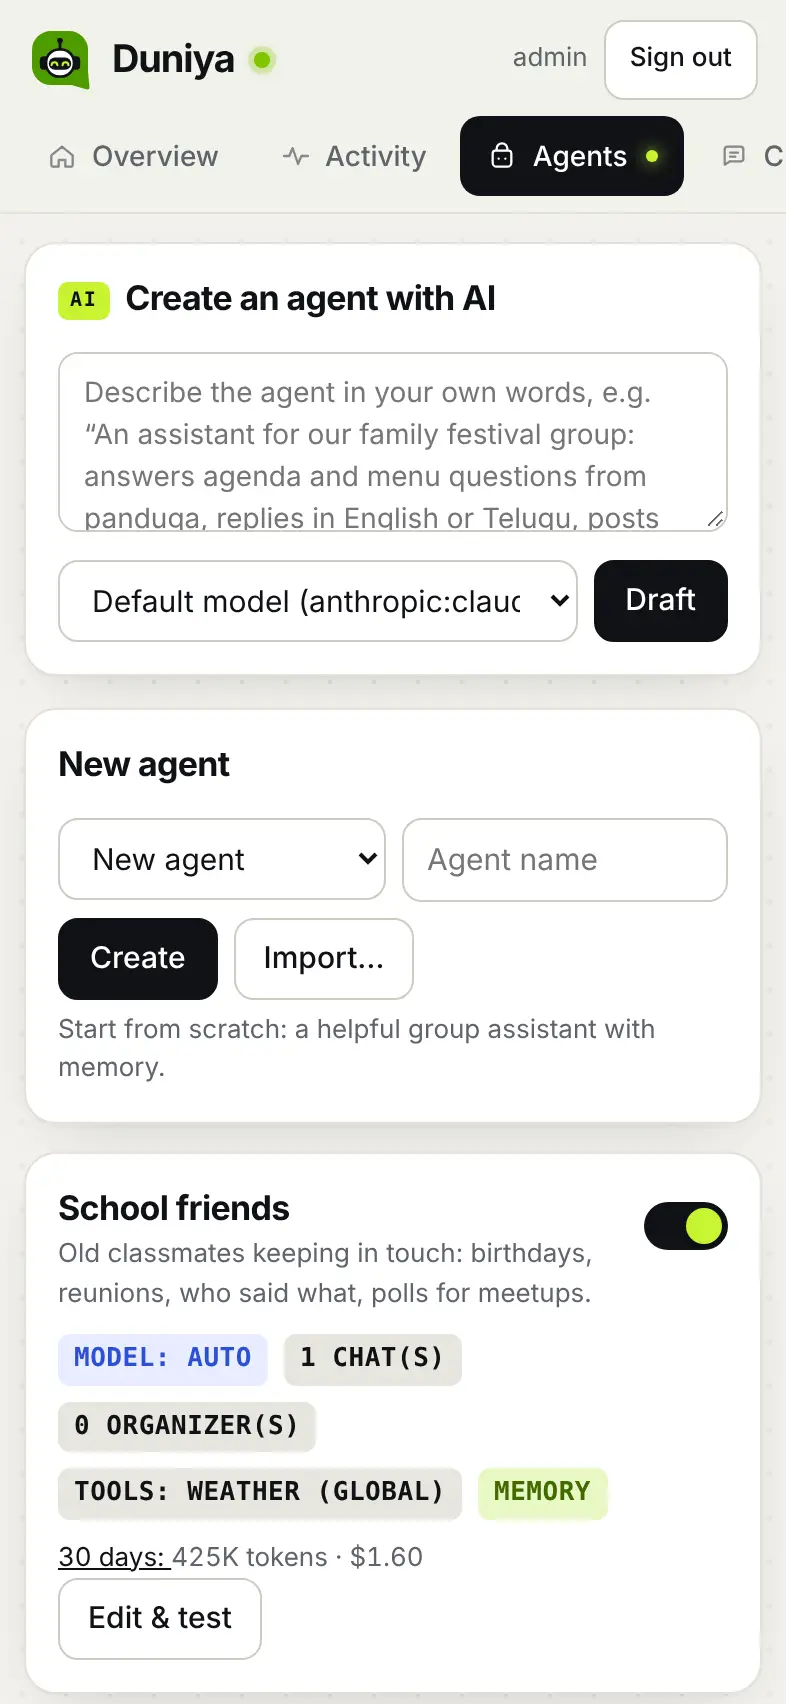 Duniya
admin
Sign out
Overview
Activity
Agents
C
AI
Create an agent with AI
Describe the agent in your own words, e.g.
“An assistant for our family festival group:
answers agenda and menu questions from
panduga, replies in English or Telugu, posts
Default model (anthropic:claud
Draft
New agent
New agent
Agent name
Create
Import...
Start from scratch: a helpful group assistant with
memory.
School friends
Old classmates keeping in touch: birthdays,
reunions, who said what, polls for meetups.
MODEL: AUTO
1 CHAT(S)
0 ORGANIZER(S)
TOOLS: WEATHER (GLOBAL)
MEMORY
30 days: 425K tokens · $1.60
Edit & test